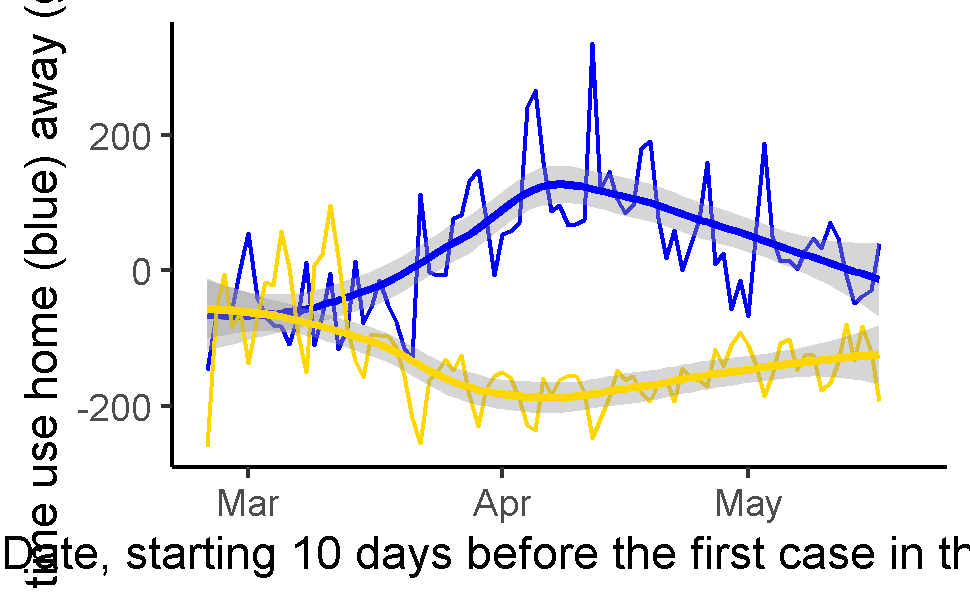 time use home (blue) away (
200
0
-200
Mar Apr May
Date, starting 10 days before the first case in th